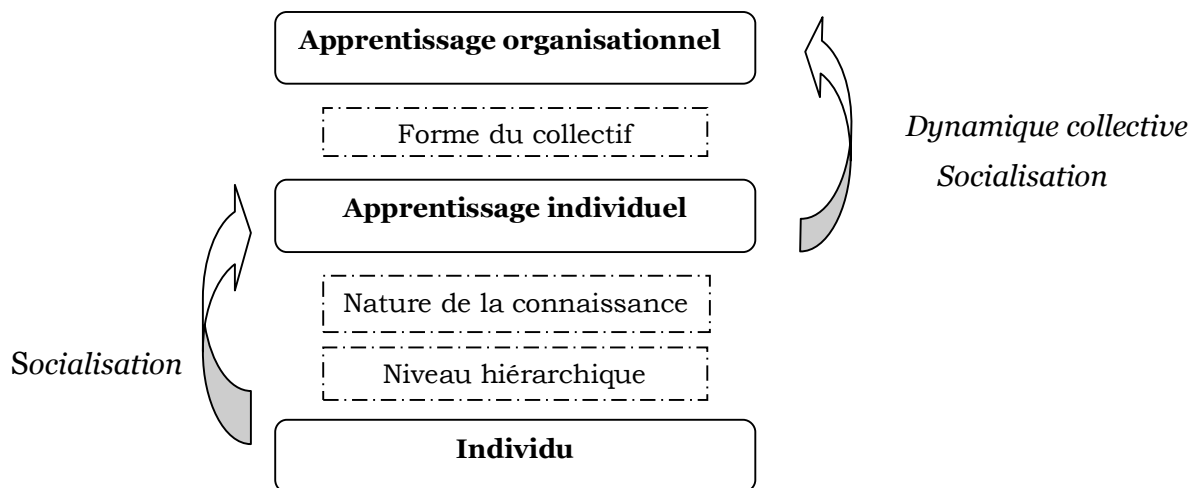 Apprentissage organisationnel
Forme du collectif
Dynamique collective
Socialisation
Apprentissage individuel
Nature de la connaissance
Socialisation
Niveau hiérarchique
Individu